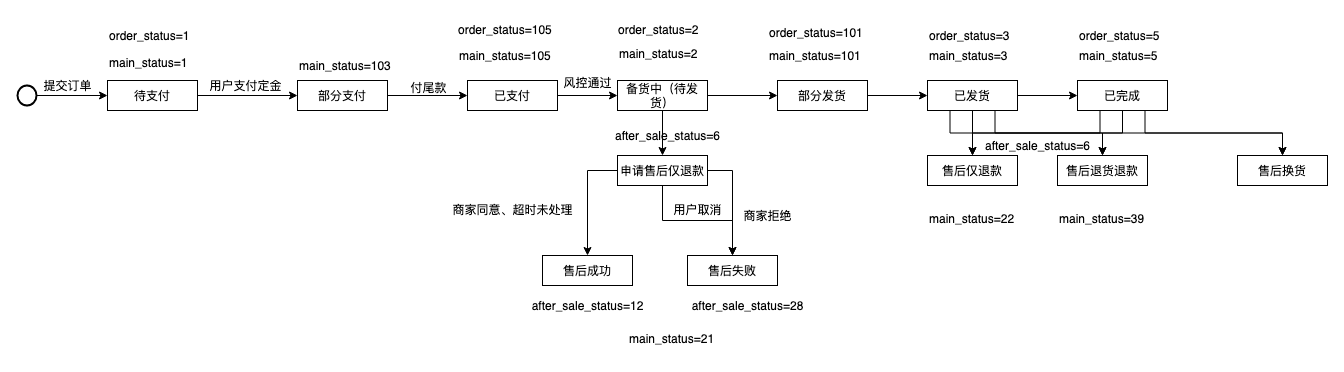 order_status=1
main_status=1
main_status=103
order_status=105
main_status=105
order_status=2
main_status=2
order_status=101
main_status=101
order_status=3
main_status=3
order_status=5
main_status=5
提交订单
待支付
用户支付定金
部分支付
付尾款
已支付
风控通过
备货中（待发
货）
部分发货
已发货
已完成
after_sale_status=6
after_sale_status=6
申请售后仅退款
售后仅退款
售后退货退款
售后换货
商家同意、超时未处理
用户取消
商家拒绝
main_status=22
main_status=39
售后成功
售后失败
after_sale_status=12
after_sale_status=28
main_status=21